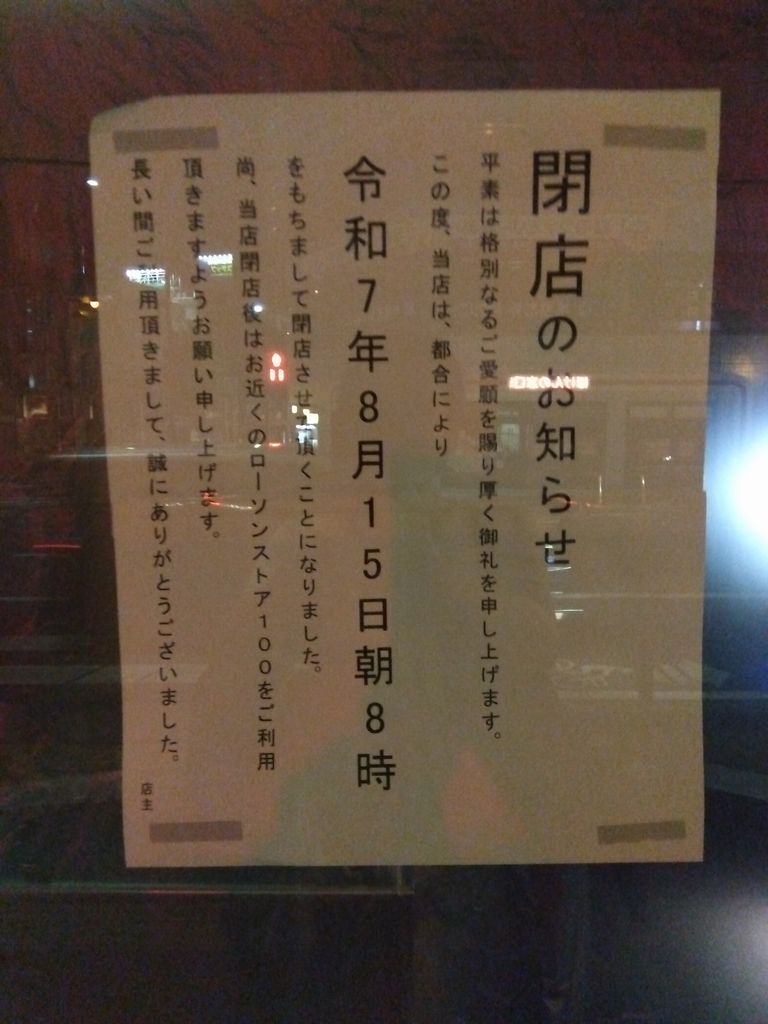 閉店のお知らせ
平素は格別なるご愛顧を賜り厚く御礼を申し上げます。
この度、当店は、都合により
令和7年8月15日朝8時
をもちまして閉店させて頂くことになりました。
尚、当店閉店後はお近くのローソンストア100をご利用
頂きますようお願い申し上げます。
長い間ご利用頂きまして、誠にありがとうございました。
店主